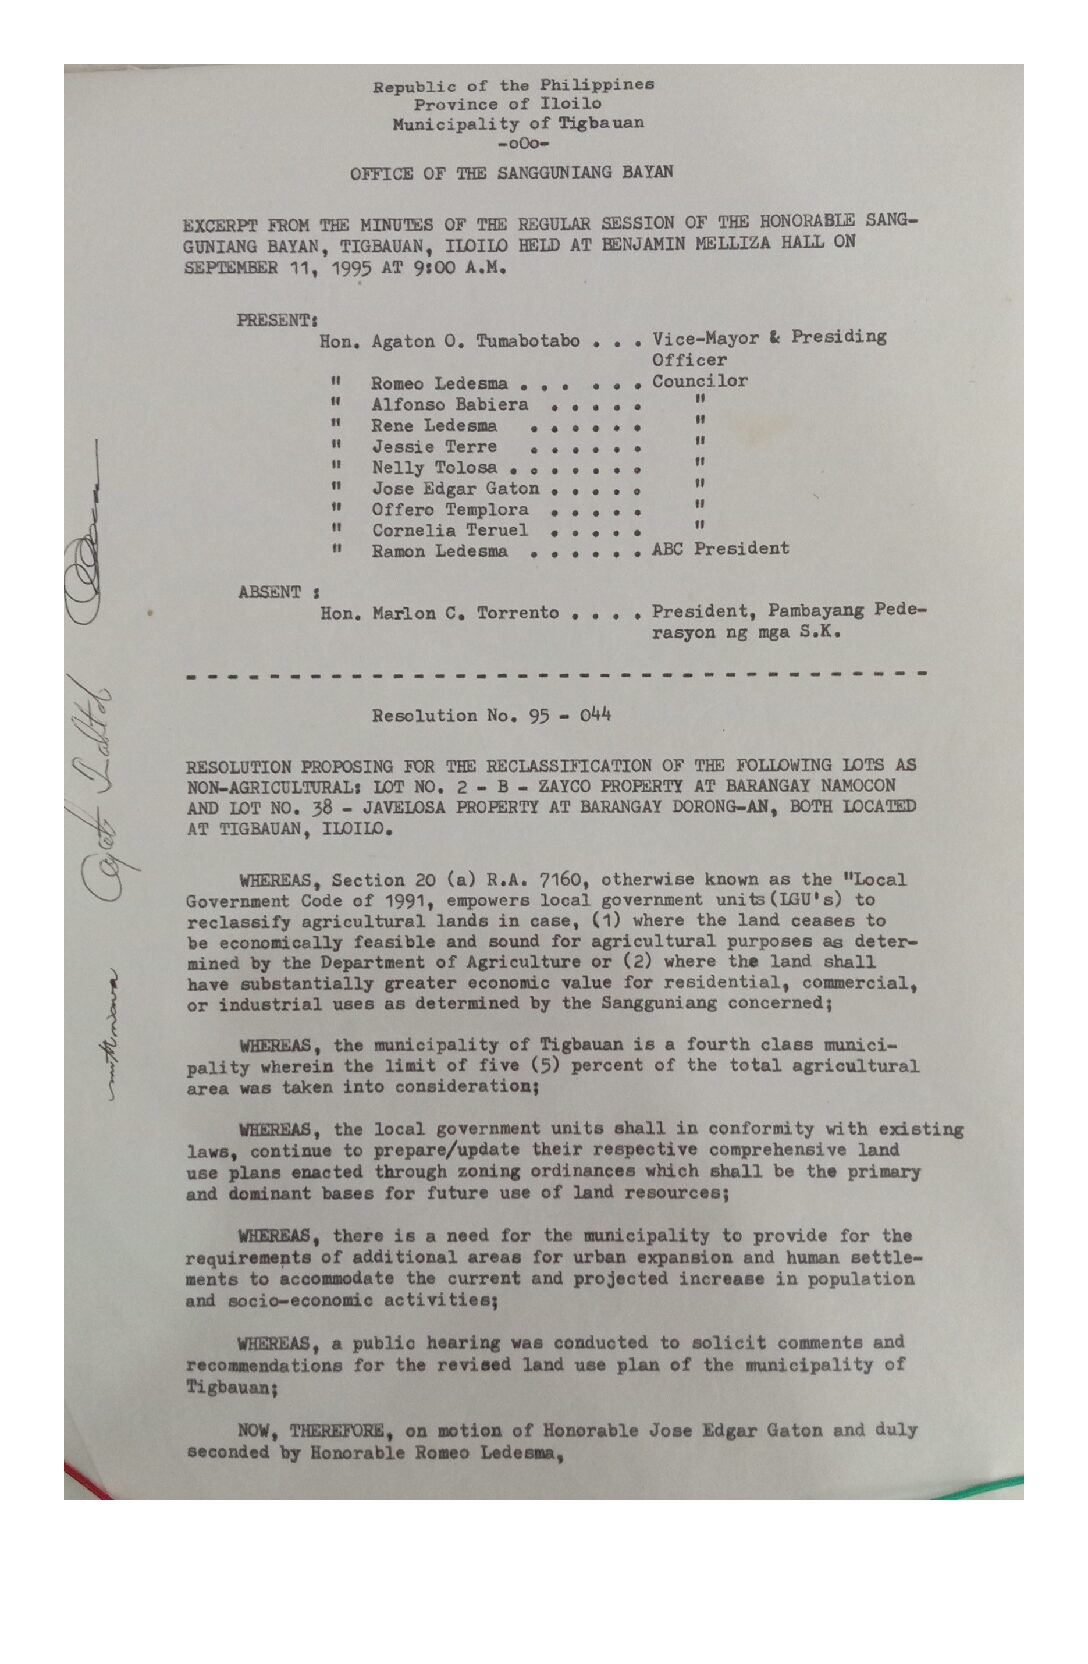 Republic of the Philippines
Province of Iloilo
Municipality of Tigbauan
-oOo-
OFFICE OF THE SANGGUNIANG BAYAN
EXCERPT FROM THE MINUTES OF THE REGULAR SESSION OF THE HONORABLE SANG-
GUNIANG BAYAN, TIGBAUAN, ILOILO HELD AT BENJAMIN MELLIZA HALL ON
SEPTEMBER 11, 1995 AT 9:00 A.M.
PRESENT:
Hon. Agaton O. Tumabotabo . . . Vice-Mayor & Presiding
Officer
" Romeo Ledesma . . . . . . Councilor
" Alfonso Babiera . . . . . "
" Rene Ledesma . . . . . . "
" Jessie Terre . . . . . . "
" Nelly Tolosa . . . . . . . "
" Jose Edgar Gaton . . . . . "
" Offero Templora . . . . . "
" Cornelia Teruel . . . . . "
" Ramon Ledesma . . . . . . ABC President
ABSENT :
Hon. Marlon C. Torrento . . . . President, Pambayang Pede-
rasyon ng mga S.K.
- - - - - - - - - - - - - - - - - - - - - - - - - - - - - - - - - - - -
Resolution No. 95 - 044
RESOLUTION PROPOSING FOR THE RECLASSIFICATION OF THE FOLLOWING LOTS AS
NON-AGRICULTURAL: LOT NO. 2 - B - ZAYCO PROPERTY AT BARANGAY NAMOCON
AND LOT NO. 38 - JAVELOSA PROPERTY AT BARANGAY DORONG-AN, BOTH LOCATED
AT TIGBAUAN, ILOILO.
WHEREAS, Section 20 (a) R.A. 7160, otherwise known as the "Local
Government Code of 1991, empowers local government units(LGU's) to
reclassify agricultural lands in case, (1) where the land ceases to
be economically feasible and sound for agricultural purposes as deter-
mined by the Department of Agriculture or (2) where the land shall
have substantially greater economic value for residential, commercial,
or industrial uses as determined by the Sangguniang concerned;
WHEREAS, the municipality of Tigbauan is a fourth class munici-
pality wherein the limit of five (5) percent of the total agricultural
area was taken into consideration;
WHEREAS, the local government units shall in conformity with existing
laws, continue to prepare/update their respective comprehensive land
use plans enacted through zoning ordinances which shall be the primary
and dominant bases for future use of land resources;
WHEREAS, there is a need for the municipality to provide for the
requirements of additional areas for urban expansion and human settle-
ments to accommodate the current and projected increase in population
and socio-economic activities;
WHEREAS, a public hearing was conducted to solicit comments and
recommendations for the revised land use plan of the municipality of
Tigbauan;
NOW, THEREFORE, on motion of Honorable Jose Edgar Gaton and duly
seconded by Honorable Romeo Ledesma,